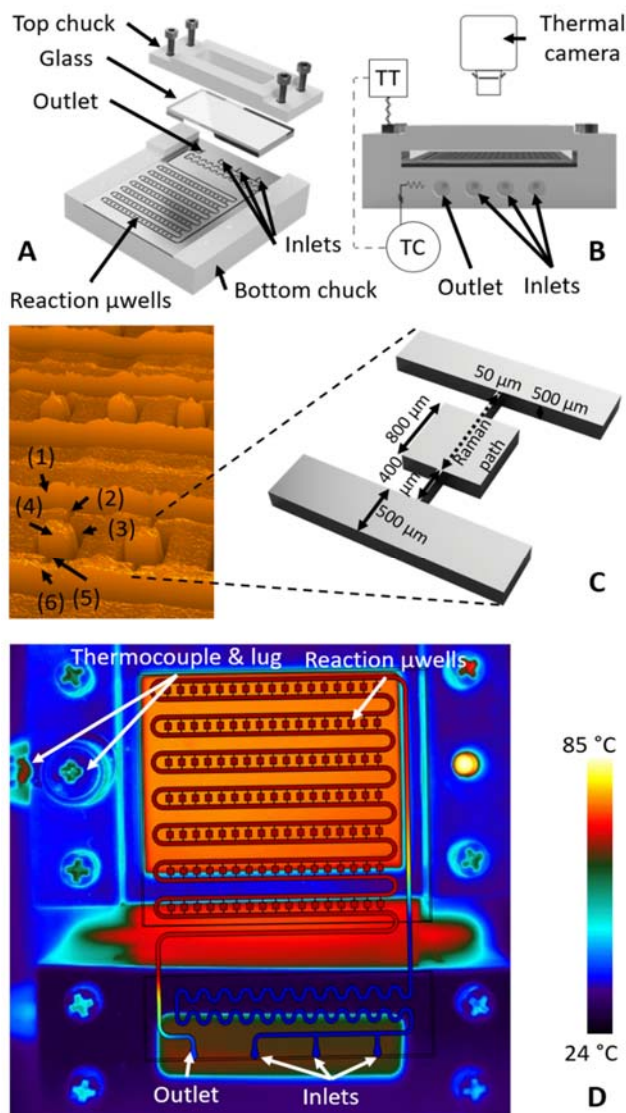 Top chuck
Glass
Outlet
Inlets
A
Reaction μwells
Bottom chuck
Thermal
camera
TT
TC
B
Outlet
Inlets
(1)
(2)
(4)
(3)
(6)
(5)
50 μm
500 μm
800 μm
Raman
path
400
μm
500 μm
C
Thermocouple & lug
Reaction μwells
85 °C
24 °C
Outlet
Inlets
D